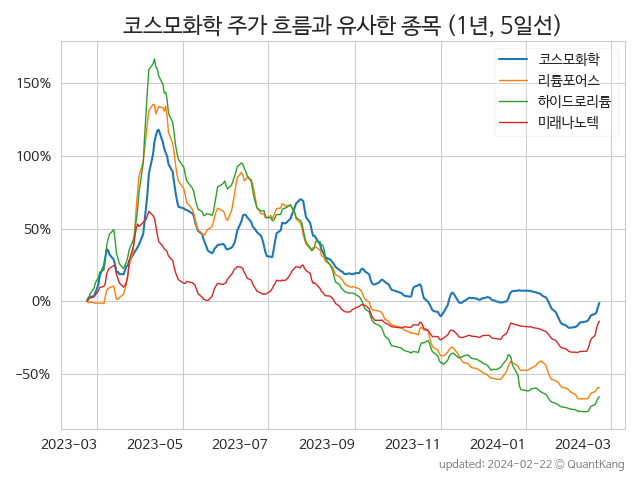 코스모화학 주가 흐름과 유사한 종목 (1년, 5일선)
코스모화학
리튬포어스
하이드로리튬
미래나노텍
150%
100%
50%
0%
−50%
2023−03
2023−05
2023−07
2023−09
2023−11
2024−01
2024−03
updated: 2024−02−22 © QuantKang